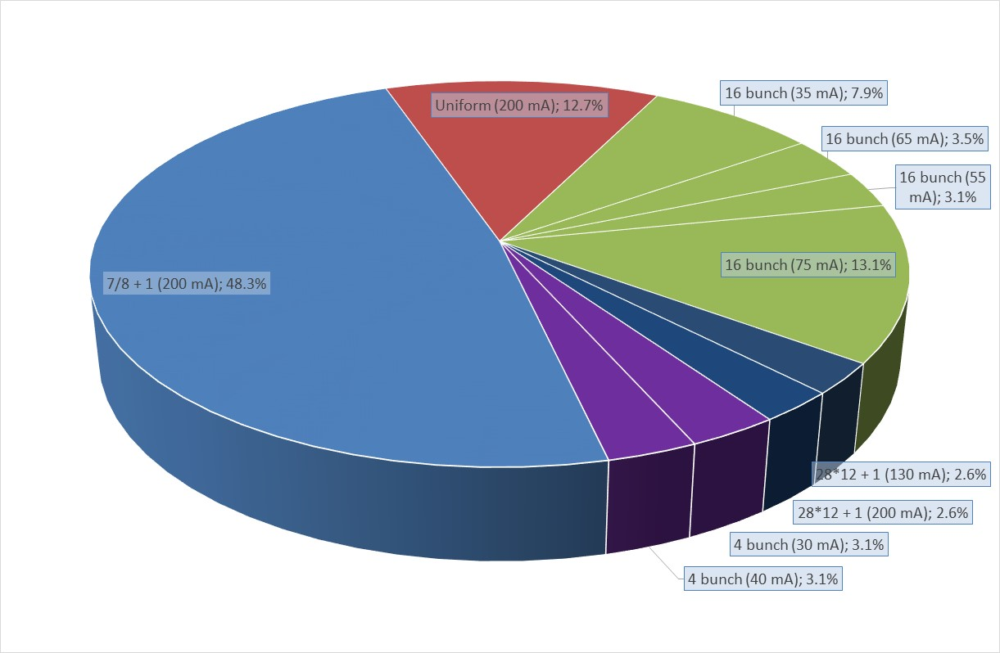 16 bunch (35 mA); 7.9%
Uniform (200 mA); 12.7%
16 bunch (65 mA); 3.5%
16 bunch (55
mA); 3.1%
16 bunch (75 mA); 13.1%
7/8 + 1 (200 mA); 48.3%
28*12 + 1 (130 mA); 2.6%
28*12 + 1 (200 mA); 2.6%
4 bunch (30 mA); 3.1%
4 bunch (40 mA); 3.1%